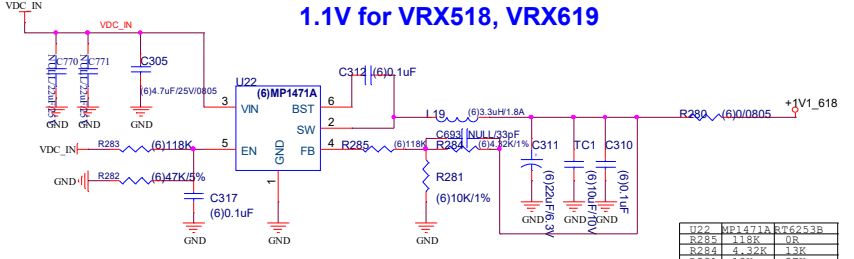 VDC_IN
1.1V for VRX518, VRX619
VDC_IN
C770
C771
C305
(6)4.7uF/25V/0805
GND
GND
GND
U22
(6)MP1471A
3
VIN
BST
6
SW
2
5
EN
FB
4
GND
1
GND
C312
(6)0.1uF
L19
(6)3.3uH/1.8A
R280
(6)0/0805
+1V1_618
VDC_IN
R283
(6)118K
GND
R282
(6)47K/5%
C317
(6)0.1uF
GND
R285
(6)118K
C693
NULL/33pF
R284
(6)4.32K/1%
R281
(6)10K/1%
GND
C311
(6)22uF/6.3V
GND
TC1
(6)10uF/10V
GND
C310
(6)0.1uF
GND
U22 MP1471A RT6253B
R285 118K 0R
R284 4.32K 13K